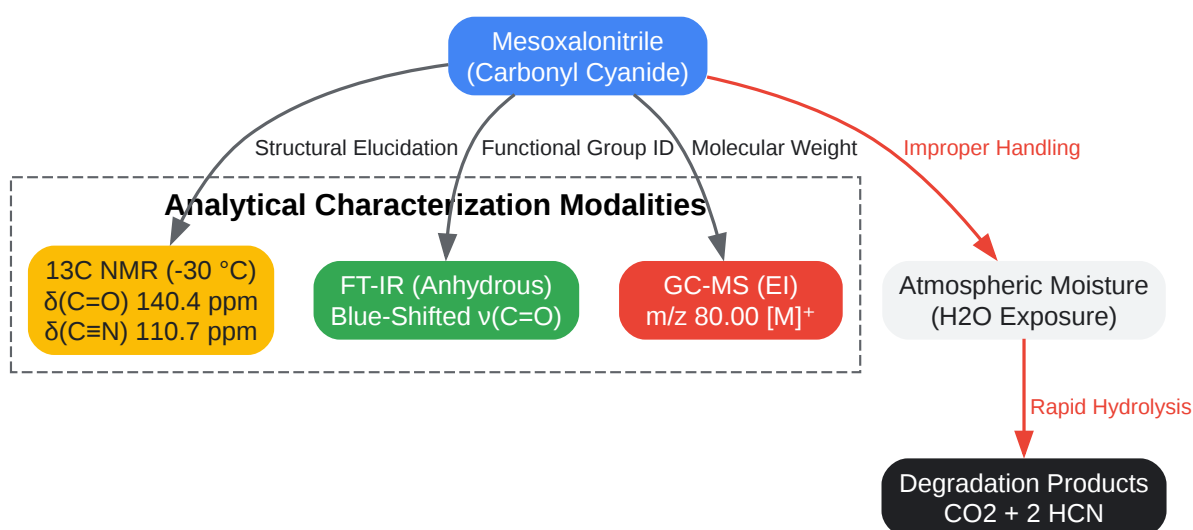 Mesoxalonitrile
(Carbonyl Cyanide)
Structural Elucidation
Functional Group ID
Molecular Weight
Improper Handling
Analytical Characterization Modalities
13C NMR (-30 °C)
δ(C=O) 140.4 ppm
δ(C≡N) 110.7 ppm
FT-IR (Anhydrous)
Blue-Shifted ν(C=O)
GC-MS (EI)
m/z 80.00 [M]⁺
Atmospheric Moisture
(H2O Exposure)
Rapid Hydrolysis
Degradation Products
CO2 + 2 HCN